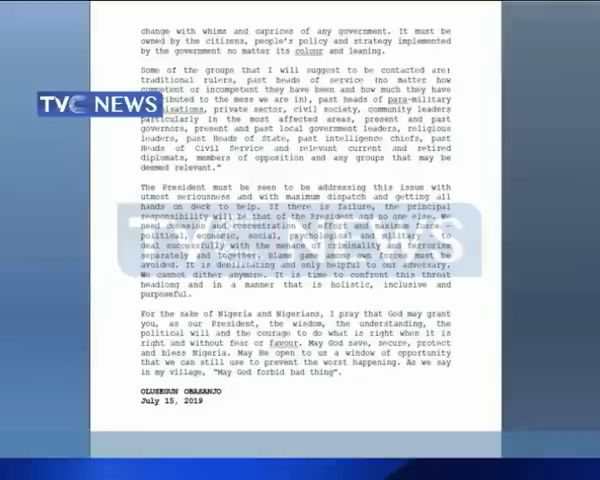 change with whims and caprices of any government. It must be
owned by the citizens, people's policy and strategy implemented
by the government no matter its colour and leaning.
Some of the groups that I will suggest to be contacted are:
traditional rulers, past heads of service (no matter how
competent or incompetent they have been and how much they have
tributed to the mess we are in), past heads of para-military
nisations, private sector, civil society, community leaders
particularly in the most affected areas, present and past
governors, present and past local government leaders, religious
leaders, past Heads of State, past intelligence chiefs, past
Heads of Civil Service and relevant current and retired
diplomats, members of opposition and any groups that may be
deemed relevant."
TVC NEWS
The President must be seen to be addressing this issue with
utmost seriousness and with maximum dispatch and getting all
hands on deck to help. If there is failure, the principal
responsibility will be that of the President and no one else. We
need cohesion and concentration of effort and maximum force –
political, economic, social, psychological and military – to
deal successfully with the menace of criminality and terrorism
separately and together. Blame game among own forces must be
avoided. It is debilitating and only helpful to our adversary.
We cannot dither anymore. It is time to confront this threat
headlong and in a manner that is holistic, inclusive and
purposeful.
TVC NEWS
For the sake of Nigeria and Nigerians, I pray that God may grant
you, as our President, the wisdom, the understanding, the
political will and the courage to do what is right when it is
right and without fear or favour. May God save, secure, protect
and bless Nigeria. May He open to us a window of opportunity
that we can still use to prevent the worst happening. As we say
in my village, "May God forbid bad thing".
OLUSEGUN OBASANJO
July 15, 2019